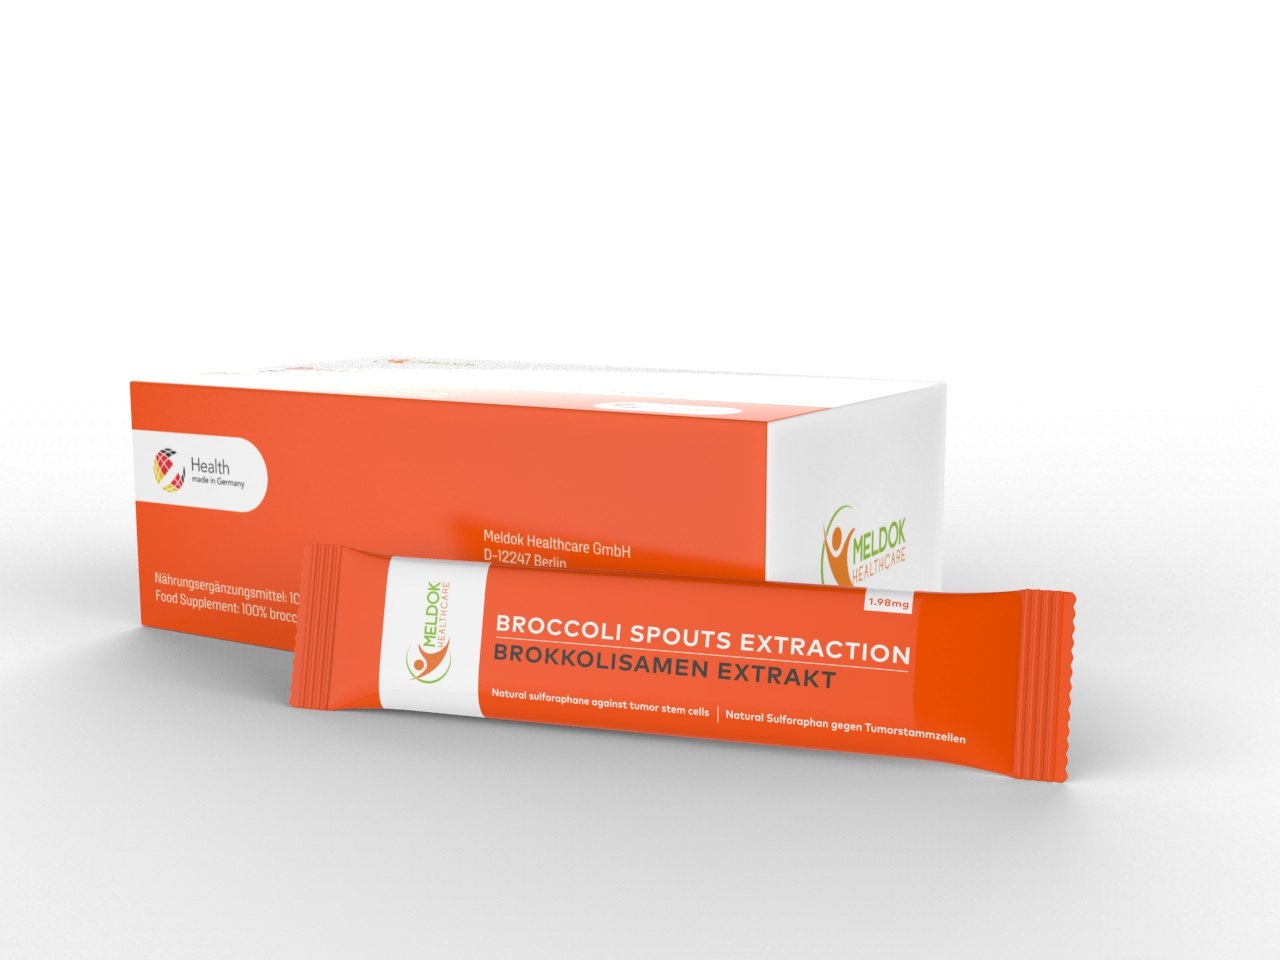 Health
made in Germany
Meldok Healthcare GmbH
D-12247 Berlin
Nährungsergänzungsmittel:
Food Supplement: 100%
MELDOK
HEALTHCARE
1.98mg
MELDOK
HEALTHCARE
BROCCOLI SPOUTS EXTRACTION
BROKKOLISAMEN EXTRAKT
Natural sulforaphane against tumor stem cells
Natural Sulforaphan gegen Tumorstammzellen